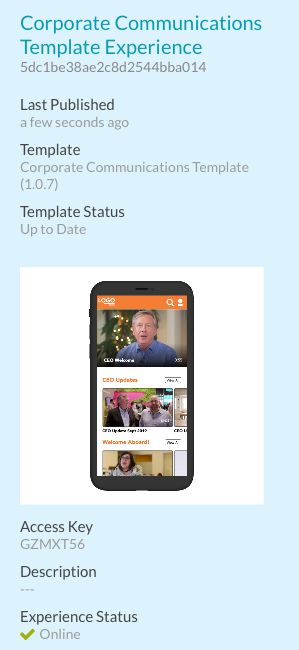 Corporate Communications
Template Experience
5dc1be38ae2c8d2544bba014
Last Published
a few seconds ago
Template
Corporate Communications Template
(1.0.7)
Template Status
Up to Date
LOGO
CEO Welcome
CEO Updates
View All
CEO Update Sept 2019
CEO U
Welcome Aboard!
View All
Access Key
GZMXT56
Description
---
Experience Status
Online